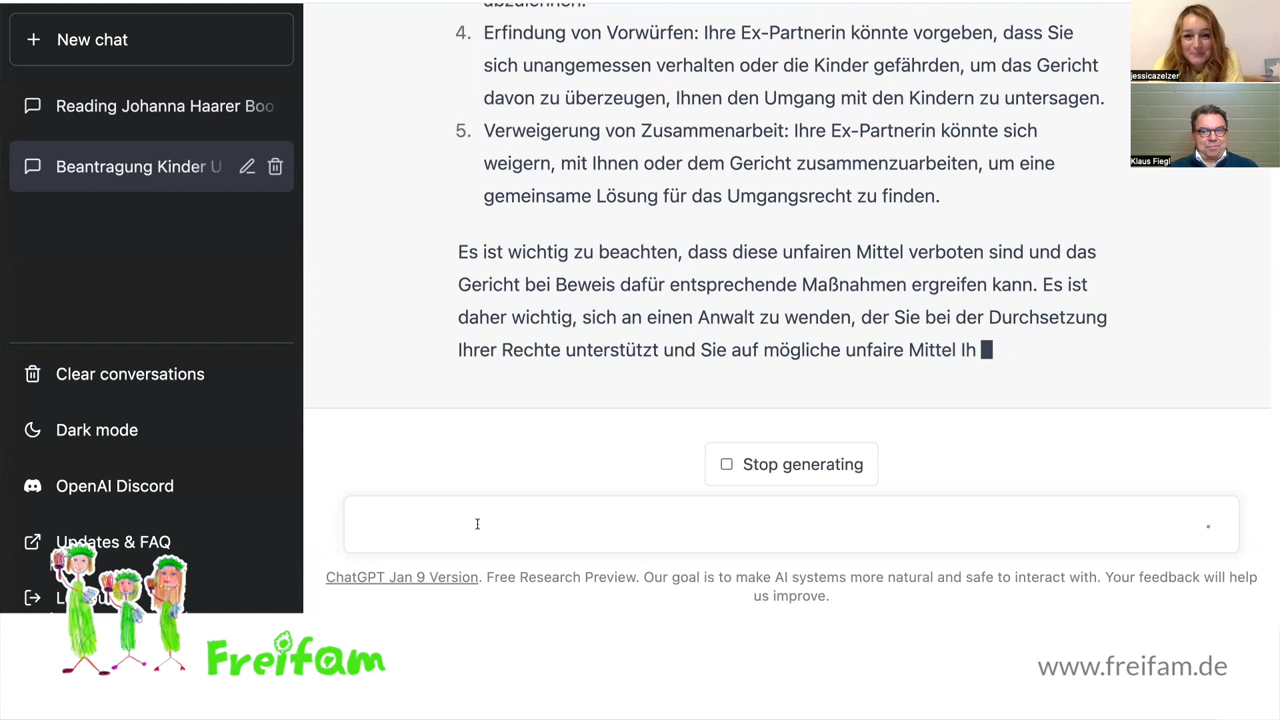 New chat
Reading Johanna Haarer Boo
Beantragung Kinder U
Clear conversations
Dark mode
OpenAI Discord
Updates & FAQ
abzulehnen.
4. Erfindung von Vorwürfen: Ihre Ex-Partnerin könnte vorgeben, dass Sie
sich unangemessen verhalten oder die Kinder gefährden, um das Gericht
davon zu überzeugen, Ihnen den Umgang mit den Kindern zu untersagen.
5. Verweigerung von Zusammenarbeit: Ihre Ex-Partnerin könnte sich
weigern, mit Ihnen oder dem Gericht zusammenzuarbeiten, um eine
gemeinsame Lösung für das Umgangsrecht zu finden.
Es ist wichtig zu beachten, dass diese unfairen Mittel verboten sind und das
Gericht bei Beweis dafür entsprechende Maßnahmen ergreifen kann. Es ist
daher wichtig, sich an einen Anwalt zu wenden, der Sie bei der Durchsetzung
Ihrer Rechte unterstützt und Sie auf mögliche unfaire Mittel Ih
Stop generating
ChatGPT Jan 9 Version. Free Research Preview. Our goal is to make AI systems more natural and safe to interact with. Your feedback will help
us improve.
jessicazelzer
Klaus Fiegl
Freifam
www.freifam.de